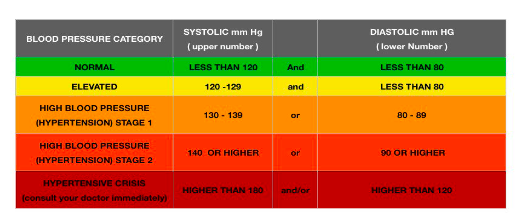 BLOOD PRESSURE CATEGORY SYSTOLIC mm Hg DIASTOLIC mm HG
( upper number ) ( lower Number )
NORMAL LESS THAN 120 And LESS THAN 80
ELEVATED 120 -129 and LESS THAN 80
HIGH BLOOD PRESSURE
(HYPERTENSION) STAGE 1 130 - 139 or 80 - 89
HIGH BLOOD PRESSURE
(HYPERTENSION) STAGE 2 140 OR HIGHER or 90 OR HIGHER
HYPERTENSIVE CRISIS
(consult your doctor immediately) HIGHER THAN 180 and/or HIGHER THAN 120